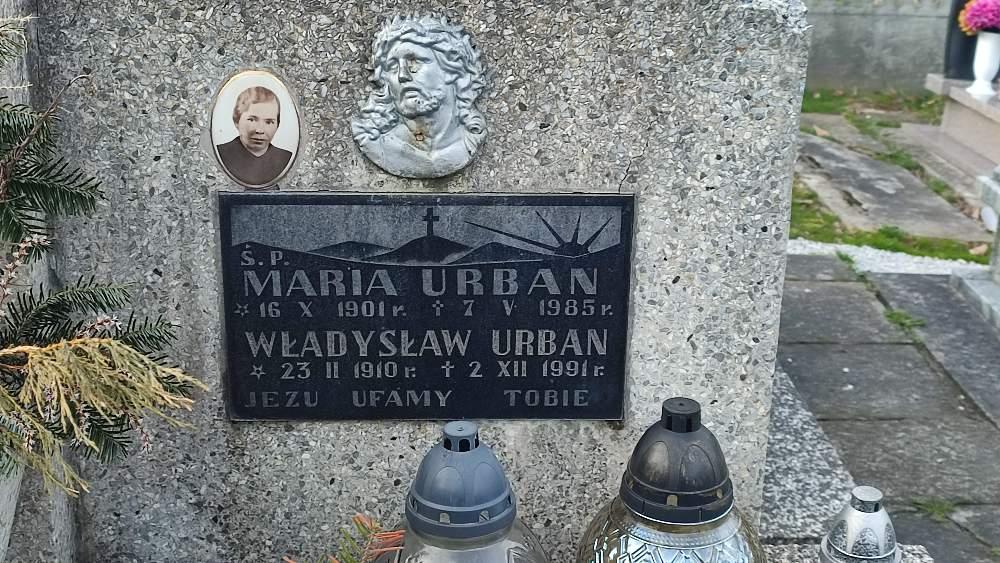 Ś.P.
MARIA URBAN
☆ 16 X 1901 r. ✝ 7 V 1985 r.
WŁADYSŁAW URBAN
☆ 23 II 1910 r. ✝ 2 XII 1991 r.
JEZU UFAMY TOBIE